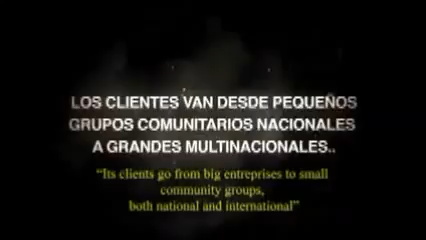 LOS CLIENTES VAN DESDE PEQUEÑOS
GRUPOS COMUNITARIOS NACIONALES
A GRANDES MULTINACIONALES..
“Its clients go from big entreprises to small
community groups,
both national and international”